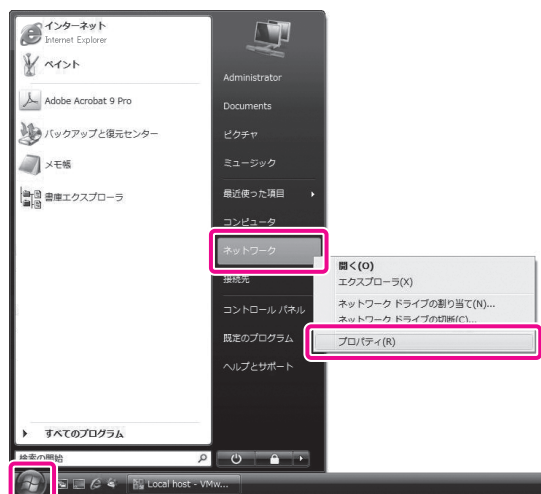 インターネット
Internet Explorer
ペイント
Adobe Acrobat 9 Pro
バックアップと復元センター
メモ帳
書庫エクスプローラ
すべてのプログラム
検索の開始
Administrator
Documents
ピクチャ
ミュージック
最近使った項目
コンピュータ
ネットワーク
接続先
コントロール パネル
既定のプログラム
ヘルプとサポート
開く(O)
エクスプローラ(X)
ネットワーク ドライブの割り当て(N)...
ネットワーク ドライブの切断(C)...
プロパティ(R)
Local host - VMw...